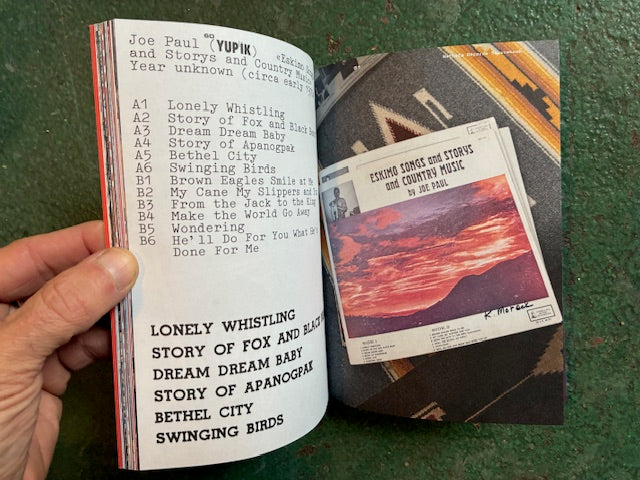 Joe Paul 60 (YUP'IK) «Eskimo
and Storys and Country Music
Year unknown (circa early
A1 Lonely Whistling
A2 Story of Fox and Black
A3 Dream Dream Baby
A4 Story of Apanogpak
A5 Bethel City
A6 Swinging Birds
B1 Brown Eagles Smile at Me
B2 My Cane My Slippers and
B3 From the Jack to the King
B4 Make the World Go Away
B5 Wondering
B6 He'll Do For You What He's
Done For Me
LONELY WHISTLING
STORY OF FOX AND BLACK
DREAM DREAM BABY
STORY OF APANOGPAK
BETHEL CITY
SWINGING BIRDS
ESKIMO SONGS and STORYS
and COUNTRY MUSIC
by JOE PAUL